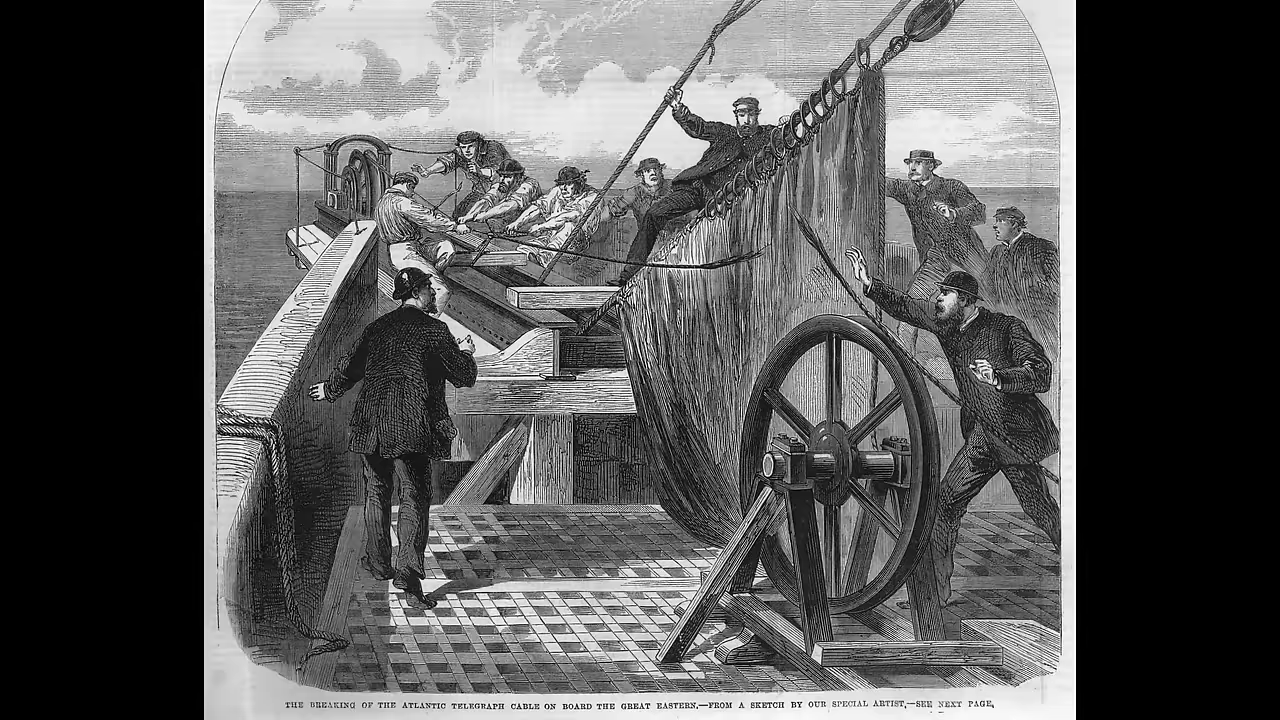 THE BREAKING OF THE ATLANTIC TELEGRAPH CABLE ON BOARD THE GREAT EASTERN,—FROM A SKETCH BY OUR SPECIAL ARTIST,—SEE NEXT PAGE,